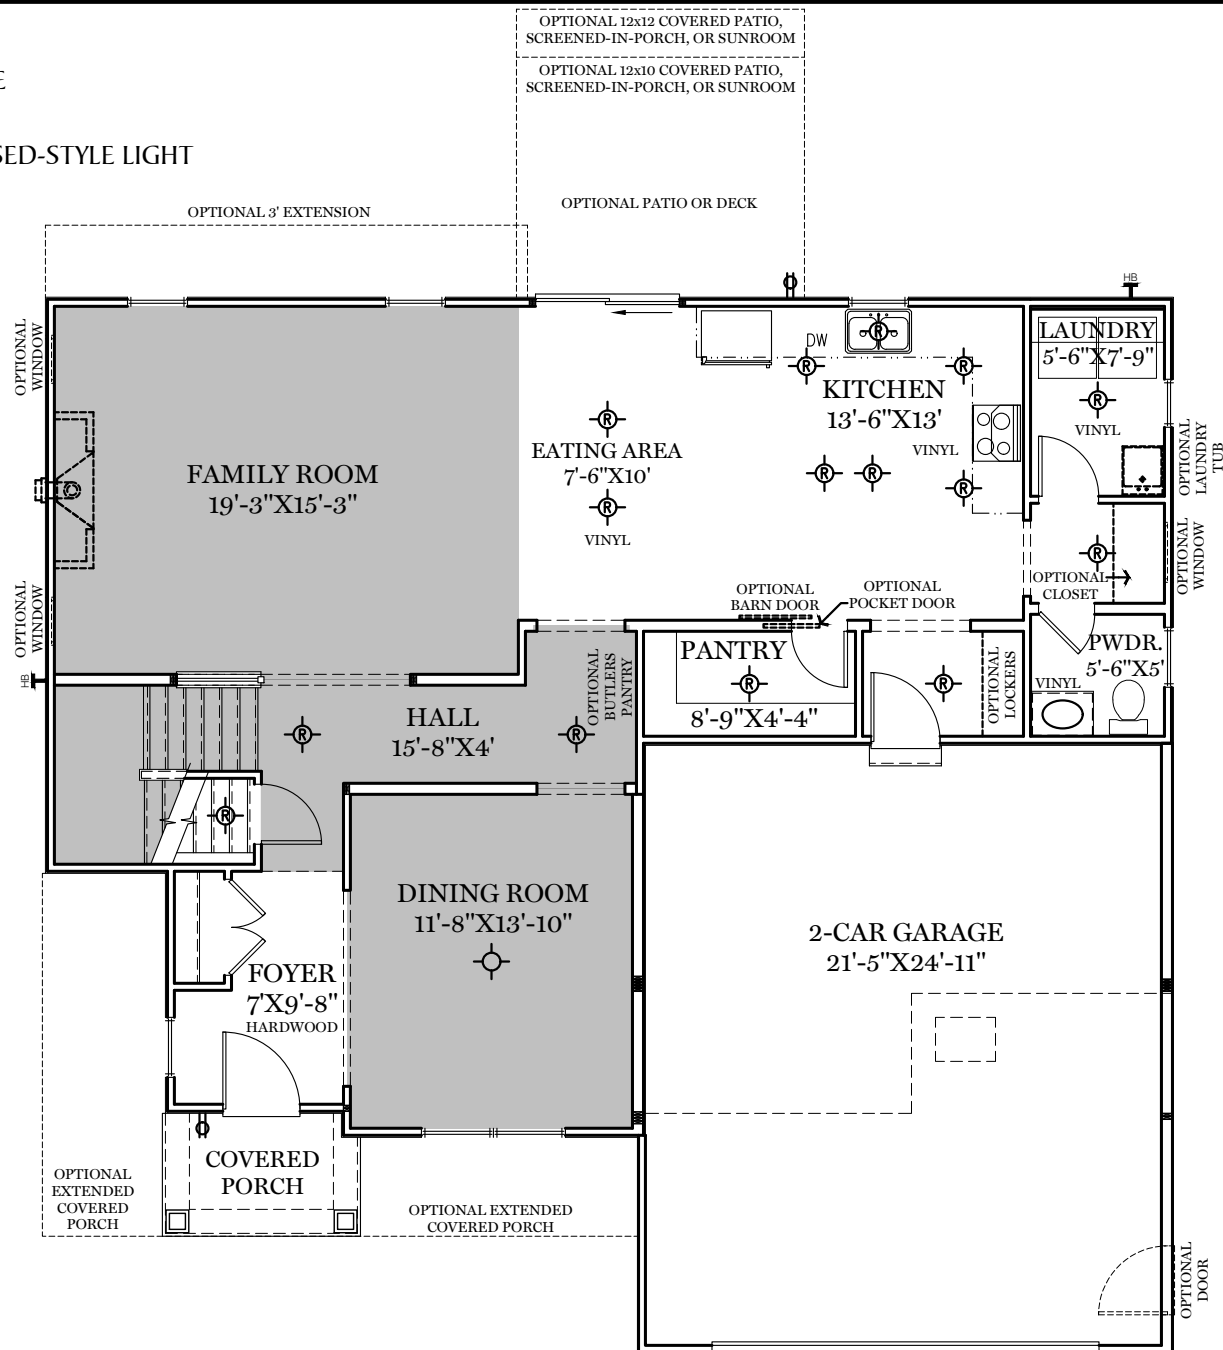 OPTIONAL 12x12 COVERED PATIO,
SCREENED-IN-PORCH, OR SUNROOM
OPTIONAL 12x10 COVERED PATIO,
SCREENED-IN-PORCH, OR SUNROOM
E
SED-STYLE LIGHT
OPTIONAL 3' EXTENSION
OPTIONAL PATIO OR DECK
HB
OPTIONAL
WINDOW
DW
R
LAUNDRY
5'-6"X7'-9"
R
R
KITCHEN
13'-6"X13'
R
VINYL
R
EATING AREA
7'-6"X10'
VINYL
OPTIONAL
LAUNDRY
TUB
FAMILY ROOM
19'-3"X15'-3"
R
R
R
R
VINYL
R
OPTIONAL
CLOSET
OPTIONAL
WINDOW
OPTIONAL
WINDOW
OPTIONAL
BARN DOOR
OPTIONAL
POCKET DOOR
HB
PANTRY
R
8'-9"X4'-4"
R
OPTIONAL
LOCKERS
PWDR.
5'-6"X5'
VINYL
OPTIONAL
BUTLERS
PANTRY
HALL
15'-8"X4'
R
R
R
DINING ROOM
11'-8"X13'-10"
2-CAR GARAGE
21'-5"X24'-11"
FOYER
7'X9'-8"
HARDWOOD
COVERED
PORCH
OPTIONAL
EXTENDED
COVERED
PORCH
OPTIONAL EXTENDED
COVERED PORCH
OPTIONAL
DOOR